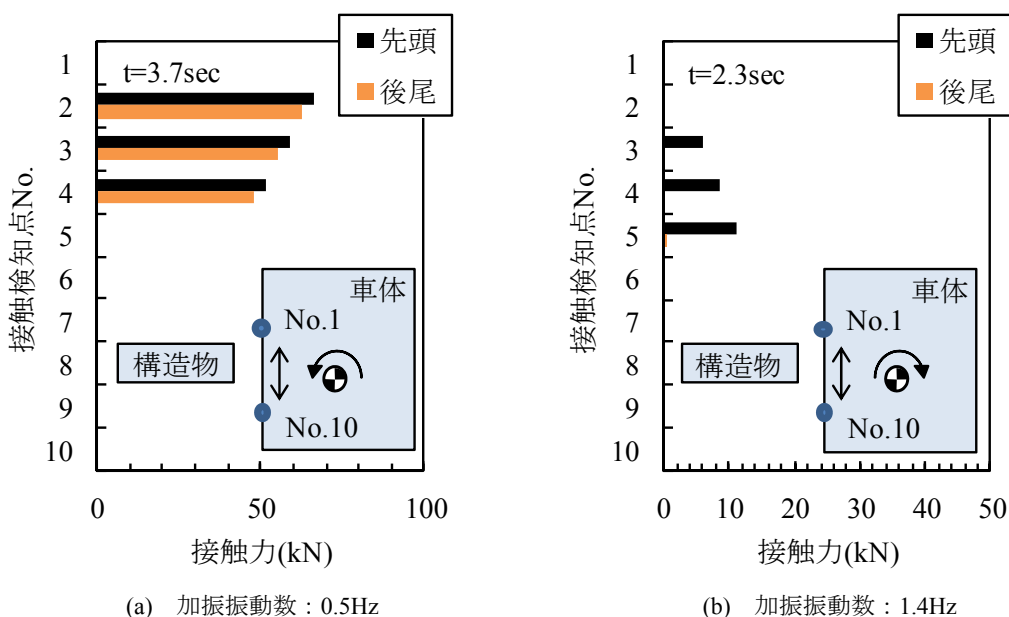 先頭
後尾
t=3.7sec
接触検知点No.
1
2
3
4
5
6
7
8
9
10
車体
No.1
構造物
No.10
0
50
100
接触力(kN)
(a) 加振振動数：0.5Hz
先頭
後尾
t=2.3sec
接触検知点No.
1
2
3
4
5
6
7
8
9
10
車体
No.1
構造物
No.10
0
10
20
30
40
50
接触力(kN)
(b) 加振振動数：1.4Hz